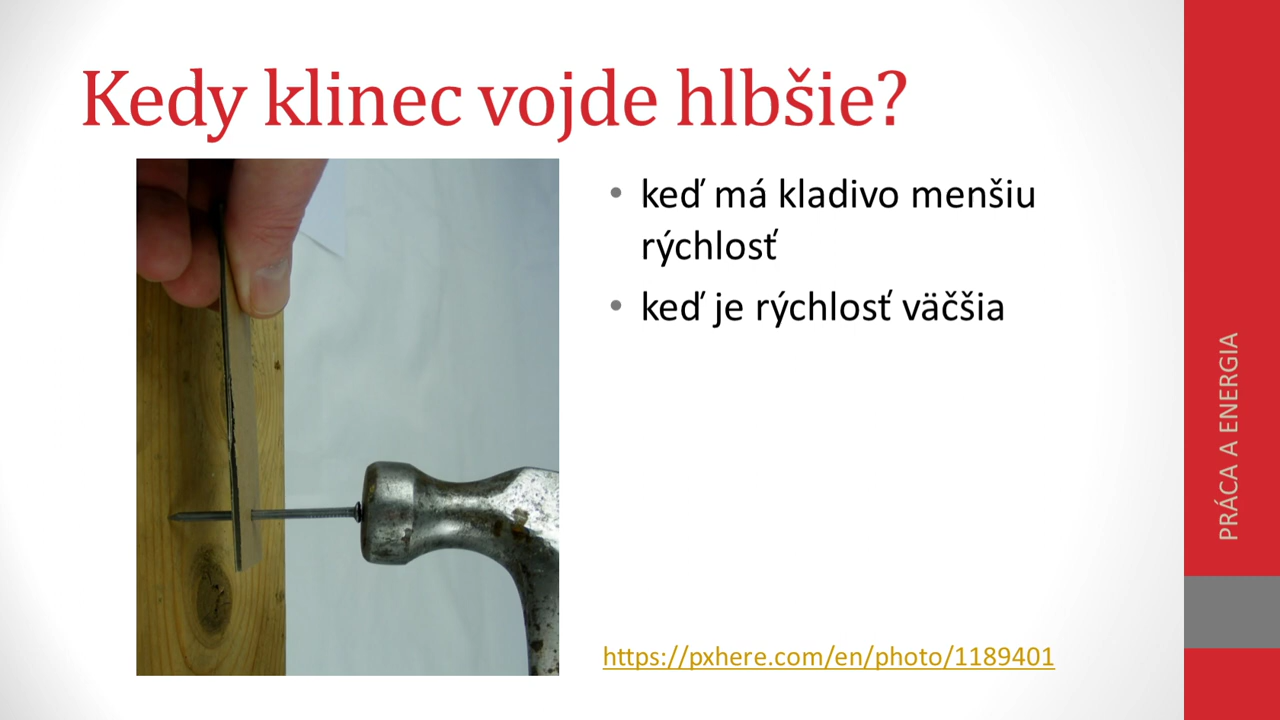 Kedy klinec vojde hlbšie?
• keď má kladivo menšiu
rýchlosť
• keď je rýchlosť väčšia
https://pxhere.com/en/photo/1189401
PRÁCA A ENERGIA